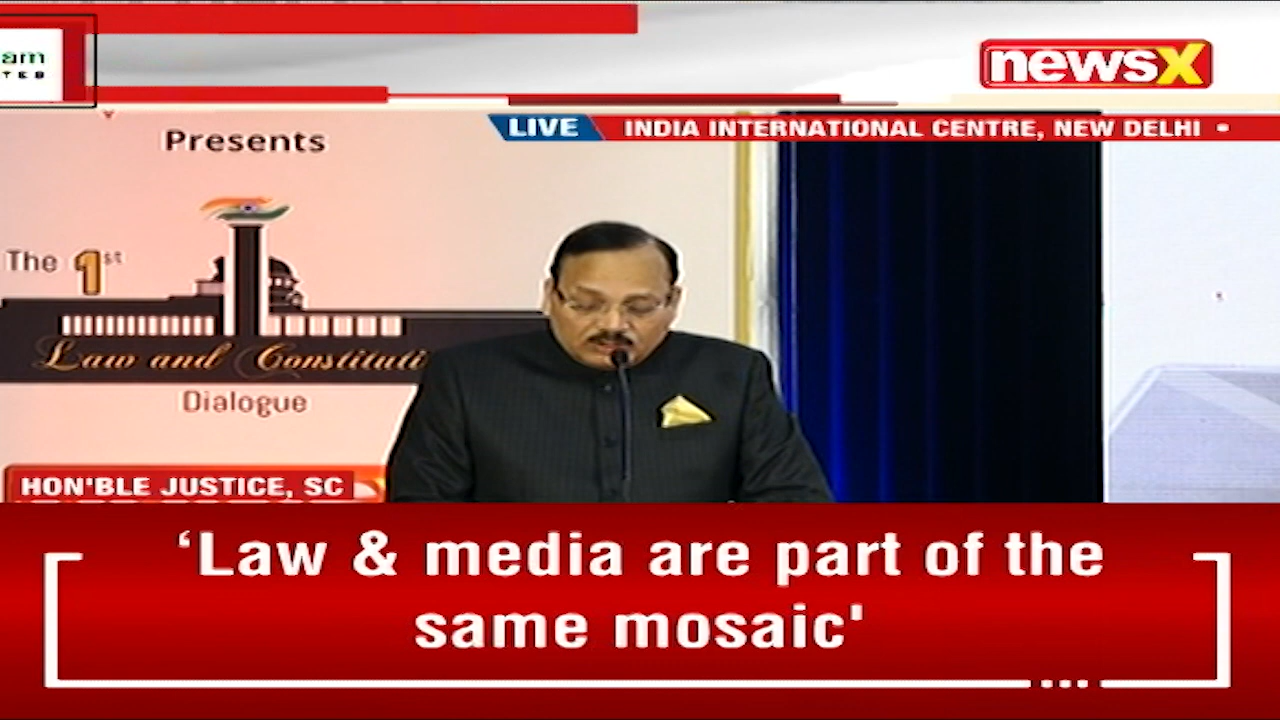 am
TED
newsX
Presents
LIVE
INDIA INTERNATIONAL CENTRE, NEW DELHI
The 1st
Law and Constituti
Dialogue
HON'BLE JUSTICE, SC
‘Law & media are part of the
same mosaic'